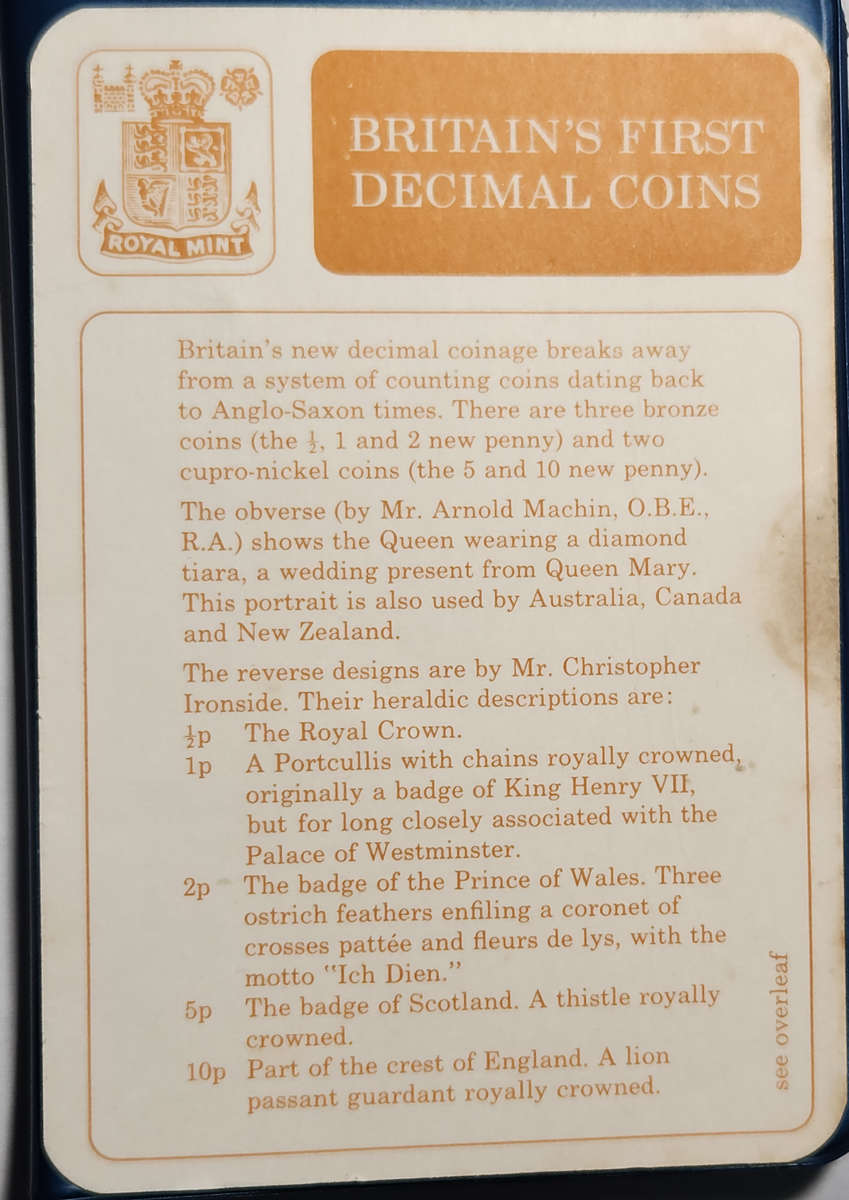 ROYAL MINT
BRITAIN'S FIRST
DECIMAL COINS
Britain's new decimal coinage breaks away
from a system of counting coins dating back
to Anglo-Saxon times. There are three bronze
coins (the ½, 1 and 2 new penny) and two
cupro-nickel coins (the 5 and 10 new penny).
The obverse (by Mr. Arnold Machin, O.B.E.,
R.A.) shows the Queen wearing a diamond
tiara, a wedding present from Queen Mary.
This portrait is also used by Australia, Canada
and New Zealand.
The reverse designs are by Mr. Christopher
Ironside. Their heraldic descriptions are:
½p The Royal Crown.
1p A Portcullis with chains royally crowned,
originally a badge of King Henry VII,
but for long closely associated with the
Palace of Westminster.
2p The badge of the Prince of Wales. Three
ostrich feathers enfiling a coronet of
crosses pattée and fleurs de lys, with the
motto "Ich Dien."
5p The badge of Scotland. A thistle royally
crowned.
10p Part of the crest of England. A lion
passant guardant royally crowned.
see overleaf